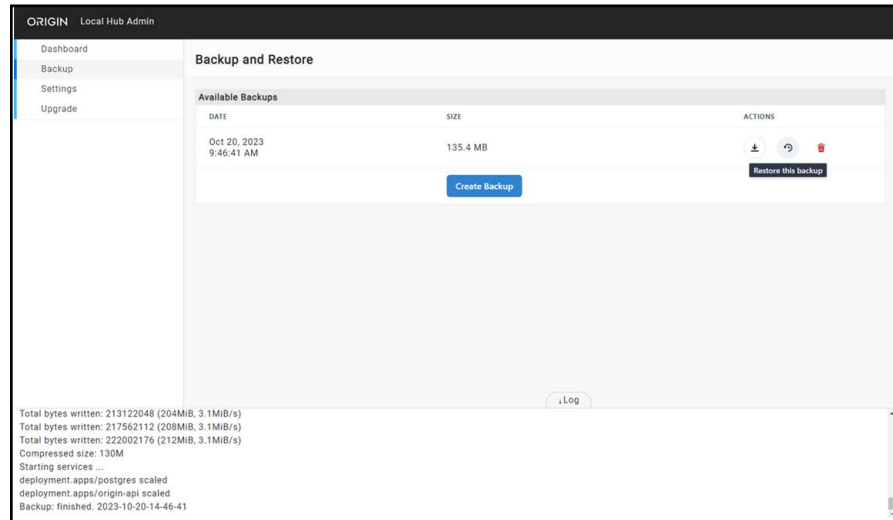 ORIGIN Local Hub Admin
Dashboard
Backup
Settings
Upgrade
Backup and Restore
Available Backups
DATE SIZE ACTIONS
Oct 20, 2023
9:46:41 AM
135.4 MB
Restore this backup
Create Backup
↓Log
Total bytes written: 213122048 (204MiB, 3.1MiB/s)
Total bytes written: 217562112 (208MiB, 3.1MiB/s)
Total bytes written: 222002176 (212MiB, 3.1MiB/s)
Compressed size: 130M
Starting services ...
deployment.apps/postgres scaled
deployment.apps/origin-api scaled
Backup: finished. 2023-10-20-14-46-41